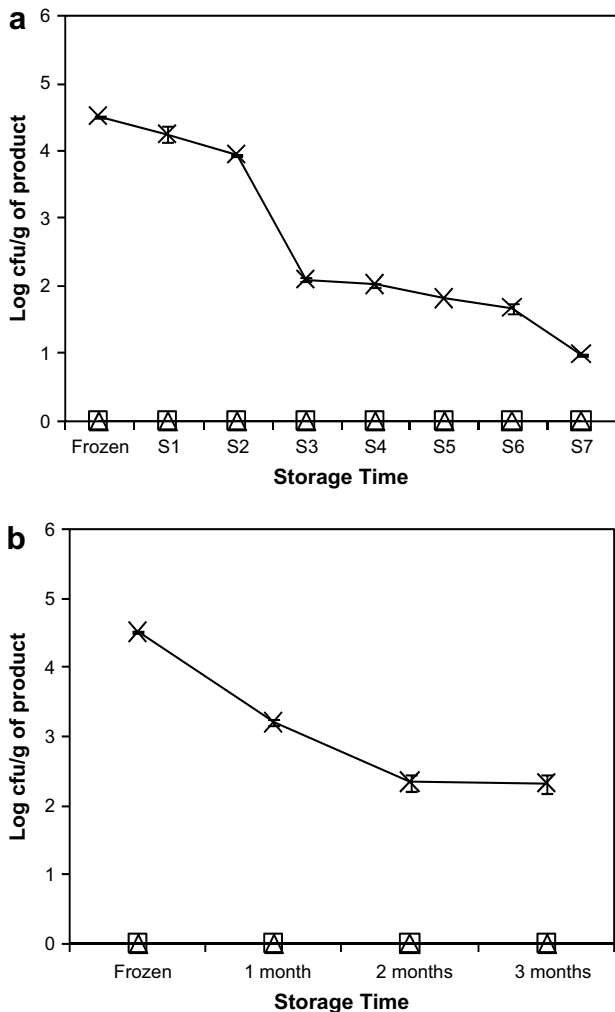 a
6
5
4
3
2
1
0
Log cfu/g of product
Frozen S1 S2 S3 S4 S5 S6 S7
Storage Time
b
6
5
4
3
2
1
0
Log cfu/g of product
Frozen 1 month 2 months 3 months
Storage Time